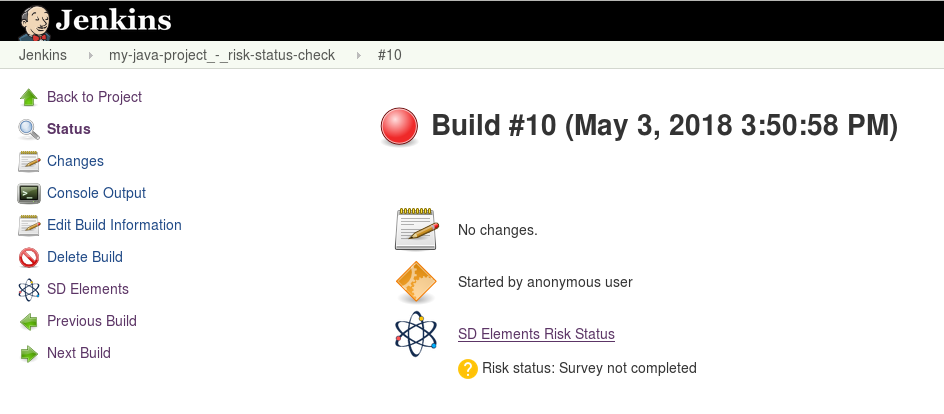 Jenkins
Jenkins my-java-project_-_risk-status-check #10
Back to Project
Status
Changes
Console Output
Edit Build Information
Delete Build
SD Elements
Previous Build
Next Build
Build #10 (May 3, 2018 3:50:58 PM)
No changes.
Started by anonymous user
SD Elements Risk Status
Risk status: Survey not completed